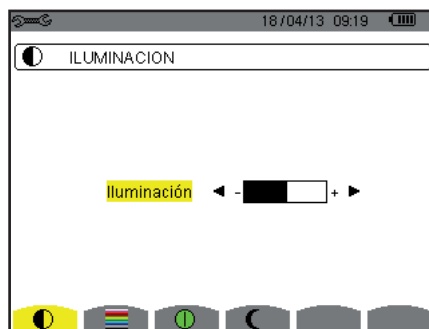 18/04/13 09:19
ILUMINACION
Iluminación ◄ - + ►